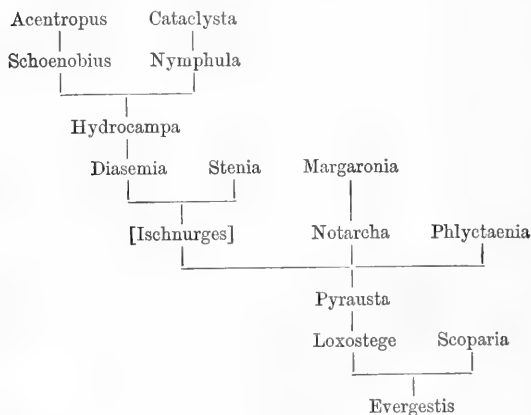 Acentropus Cataclysta
Schoenobius Nymphula
Hydrocampa
Diasemia Stenia Margaronia
[Ischnurges] Notarcha Phlyctaenia
Pyrausta
Loxostege Scoparia
Evergestis